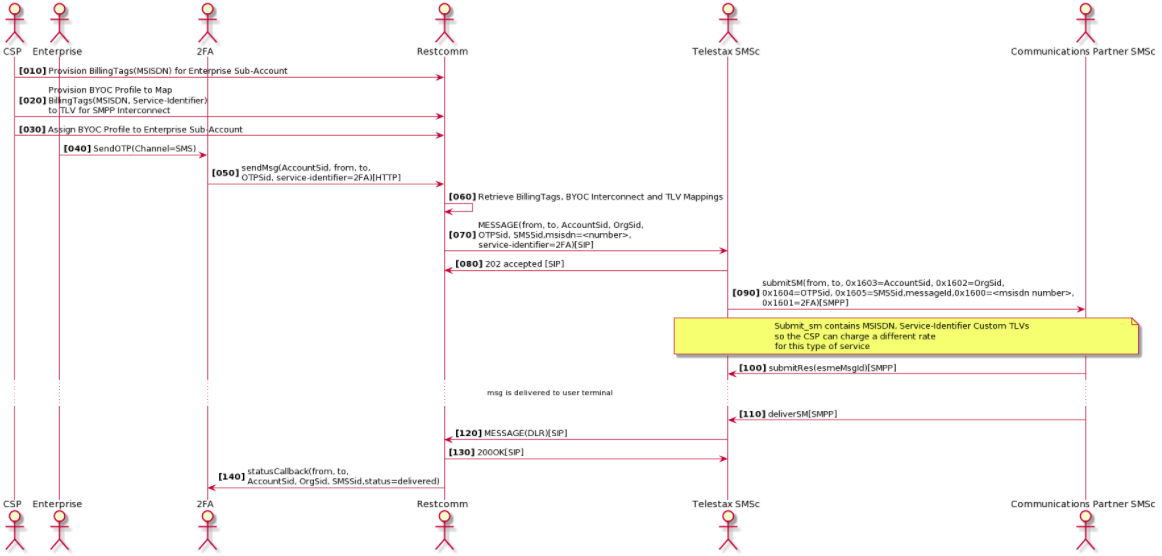 CSP Enterprise 2FA Restcomm Telestax SMSc Communications Partner SMSc
[010] Provision BillingTags(MSISDN) for Enterprise Sub-Account
Provision BYOC Profile to Map
[020] BillingTags(MSISDN, Service-Identifier)
to TLV for SMPP Interconnect
[030] Assign BYOC Profile to Enterprise Sub-Account
[040] SendOTP(Channel=SMS)
sendMsg(AccountSid, from, to,
[050] OTPSid, service-identifier=2FA)[HTTP]
[060] Retrieve BillingTags, BYOC Interconnect and TLV Mappings
MESSAGE(from, to, AccountSid, OrgSid,
[070] OTPSid, SMSSid,msisdn=<number>,
service-identifier=2FA)[SIP]
[080] 202 accepted [SIP]
submitSM(from, to, 0x1603=AccountSid, 0x1602=OrgSid,
[090] 0x1604=OTPSid, 0x1605=SMSSid,messageId,0x1600=<msisdn number>,
0x1601=2FA)[SMPP]
Submit_sm contains MSISDN, Service-Identifier Custom TLVs
so the CSP can charge a different rate
for this type of service
[100] submitRes(esmeMsgId)[SMPP]
msg is delivered to user terminal
[110] deliverSM[SMPP]
[120] MESSAGE(DLR)[SIP]
[130] 200OK[SIP]
statusCallback(from, to,
[140] AccountSid, OrgSid, SMSSid,status=delivered)
CSP Enterprise 2FA Restcomm Telestax SMSc Communications Partner SMSc